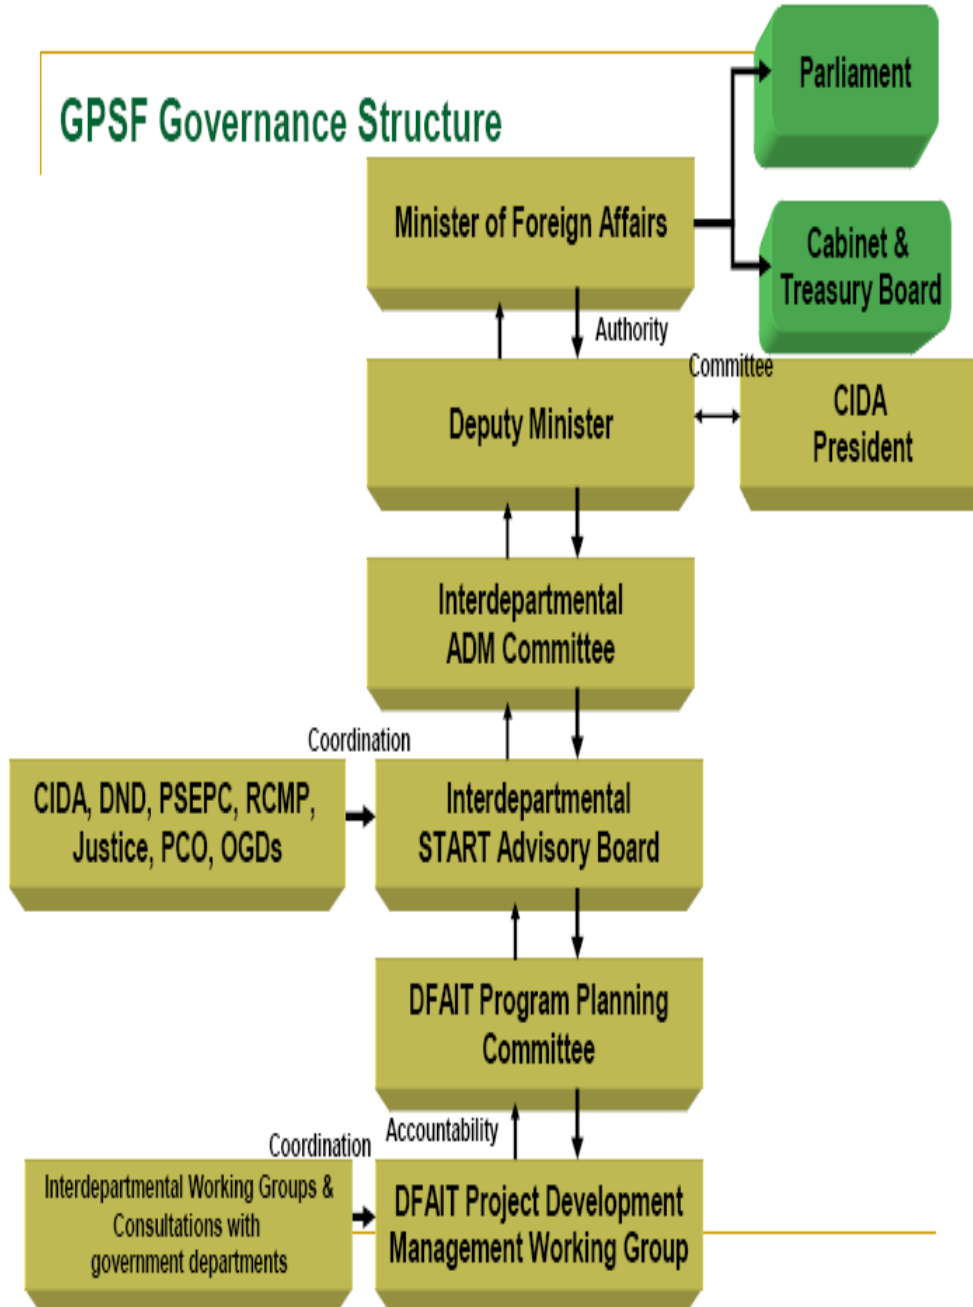 Parliament
GPSF Governance Structure
Minister of Foreign Affairs
Cabinet &
Treasury Board
Authority
Committee
Deputy Minister
CIDA
President
Interdepartmental
ADM Committee
Coordination
CIDA, DND, PSEPC, RCMP,
Justice, PCO, OGDs
Interdepartmental
START Advisory Board
DFAIT Program Planning
Committee
Accountability
Coordination
Interdepartmental Working Groups &
Consultations with
government departments
DFAIT Project Development
Management Working Group